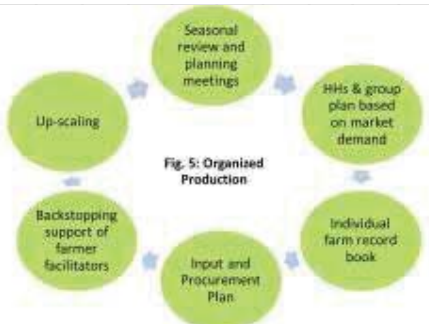 Seasonal
review and
planning
meetings
HHs & group
plan based
on market
demand
Individual
farm record
book
Input and
Procurement
Plan
Backstopping
support of
farmer
facilitators
Up-scaling
Fig. 5: Organized
Production